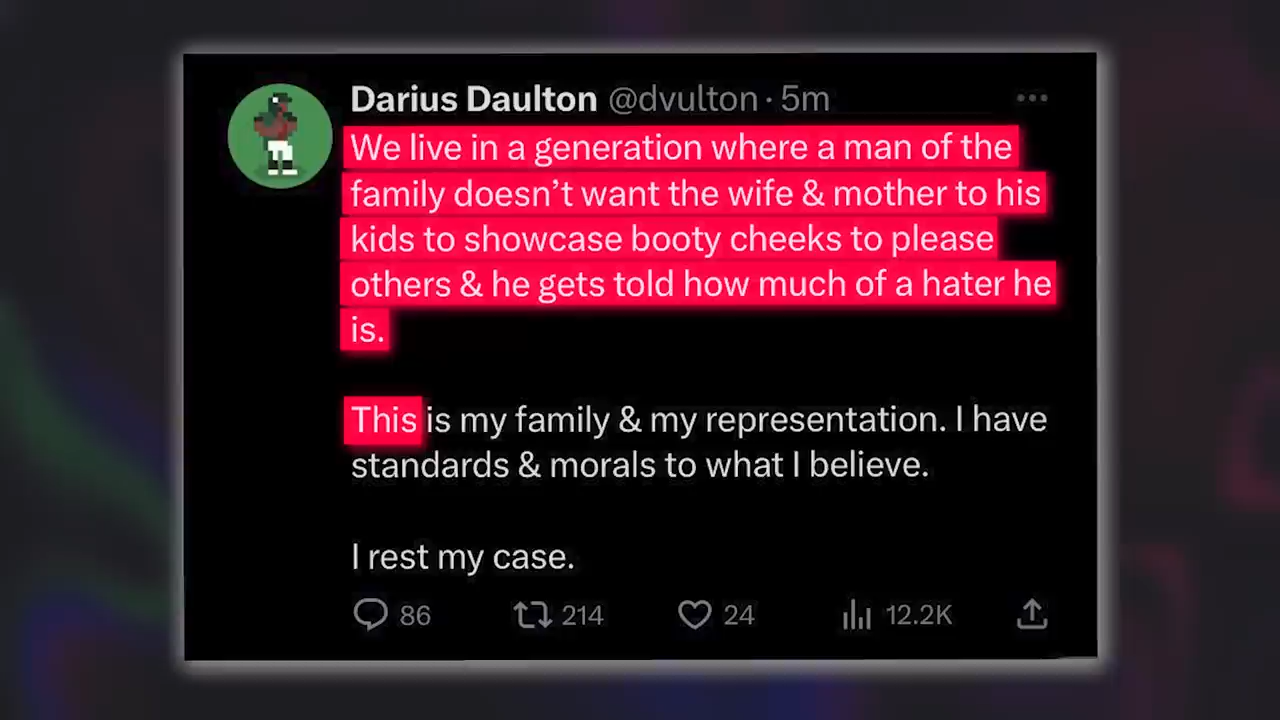 Darius Daulton @dvulton · 5m
We live in a generation where a man of the
family doesn’t want the wife & mother to his
kids to showcase booty cheeks to please
others & he gets told how much of a hater he
is.
This is my family & my representation. I have
standards & morals to what I believe.
I rest my case.
86 214 24 12.2K